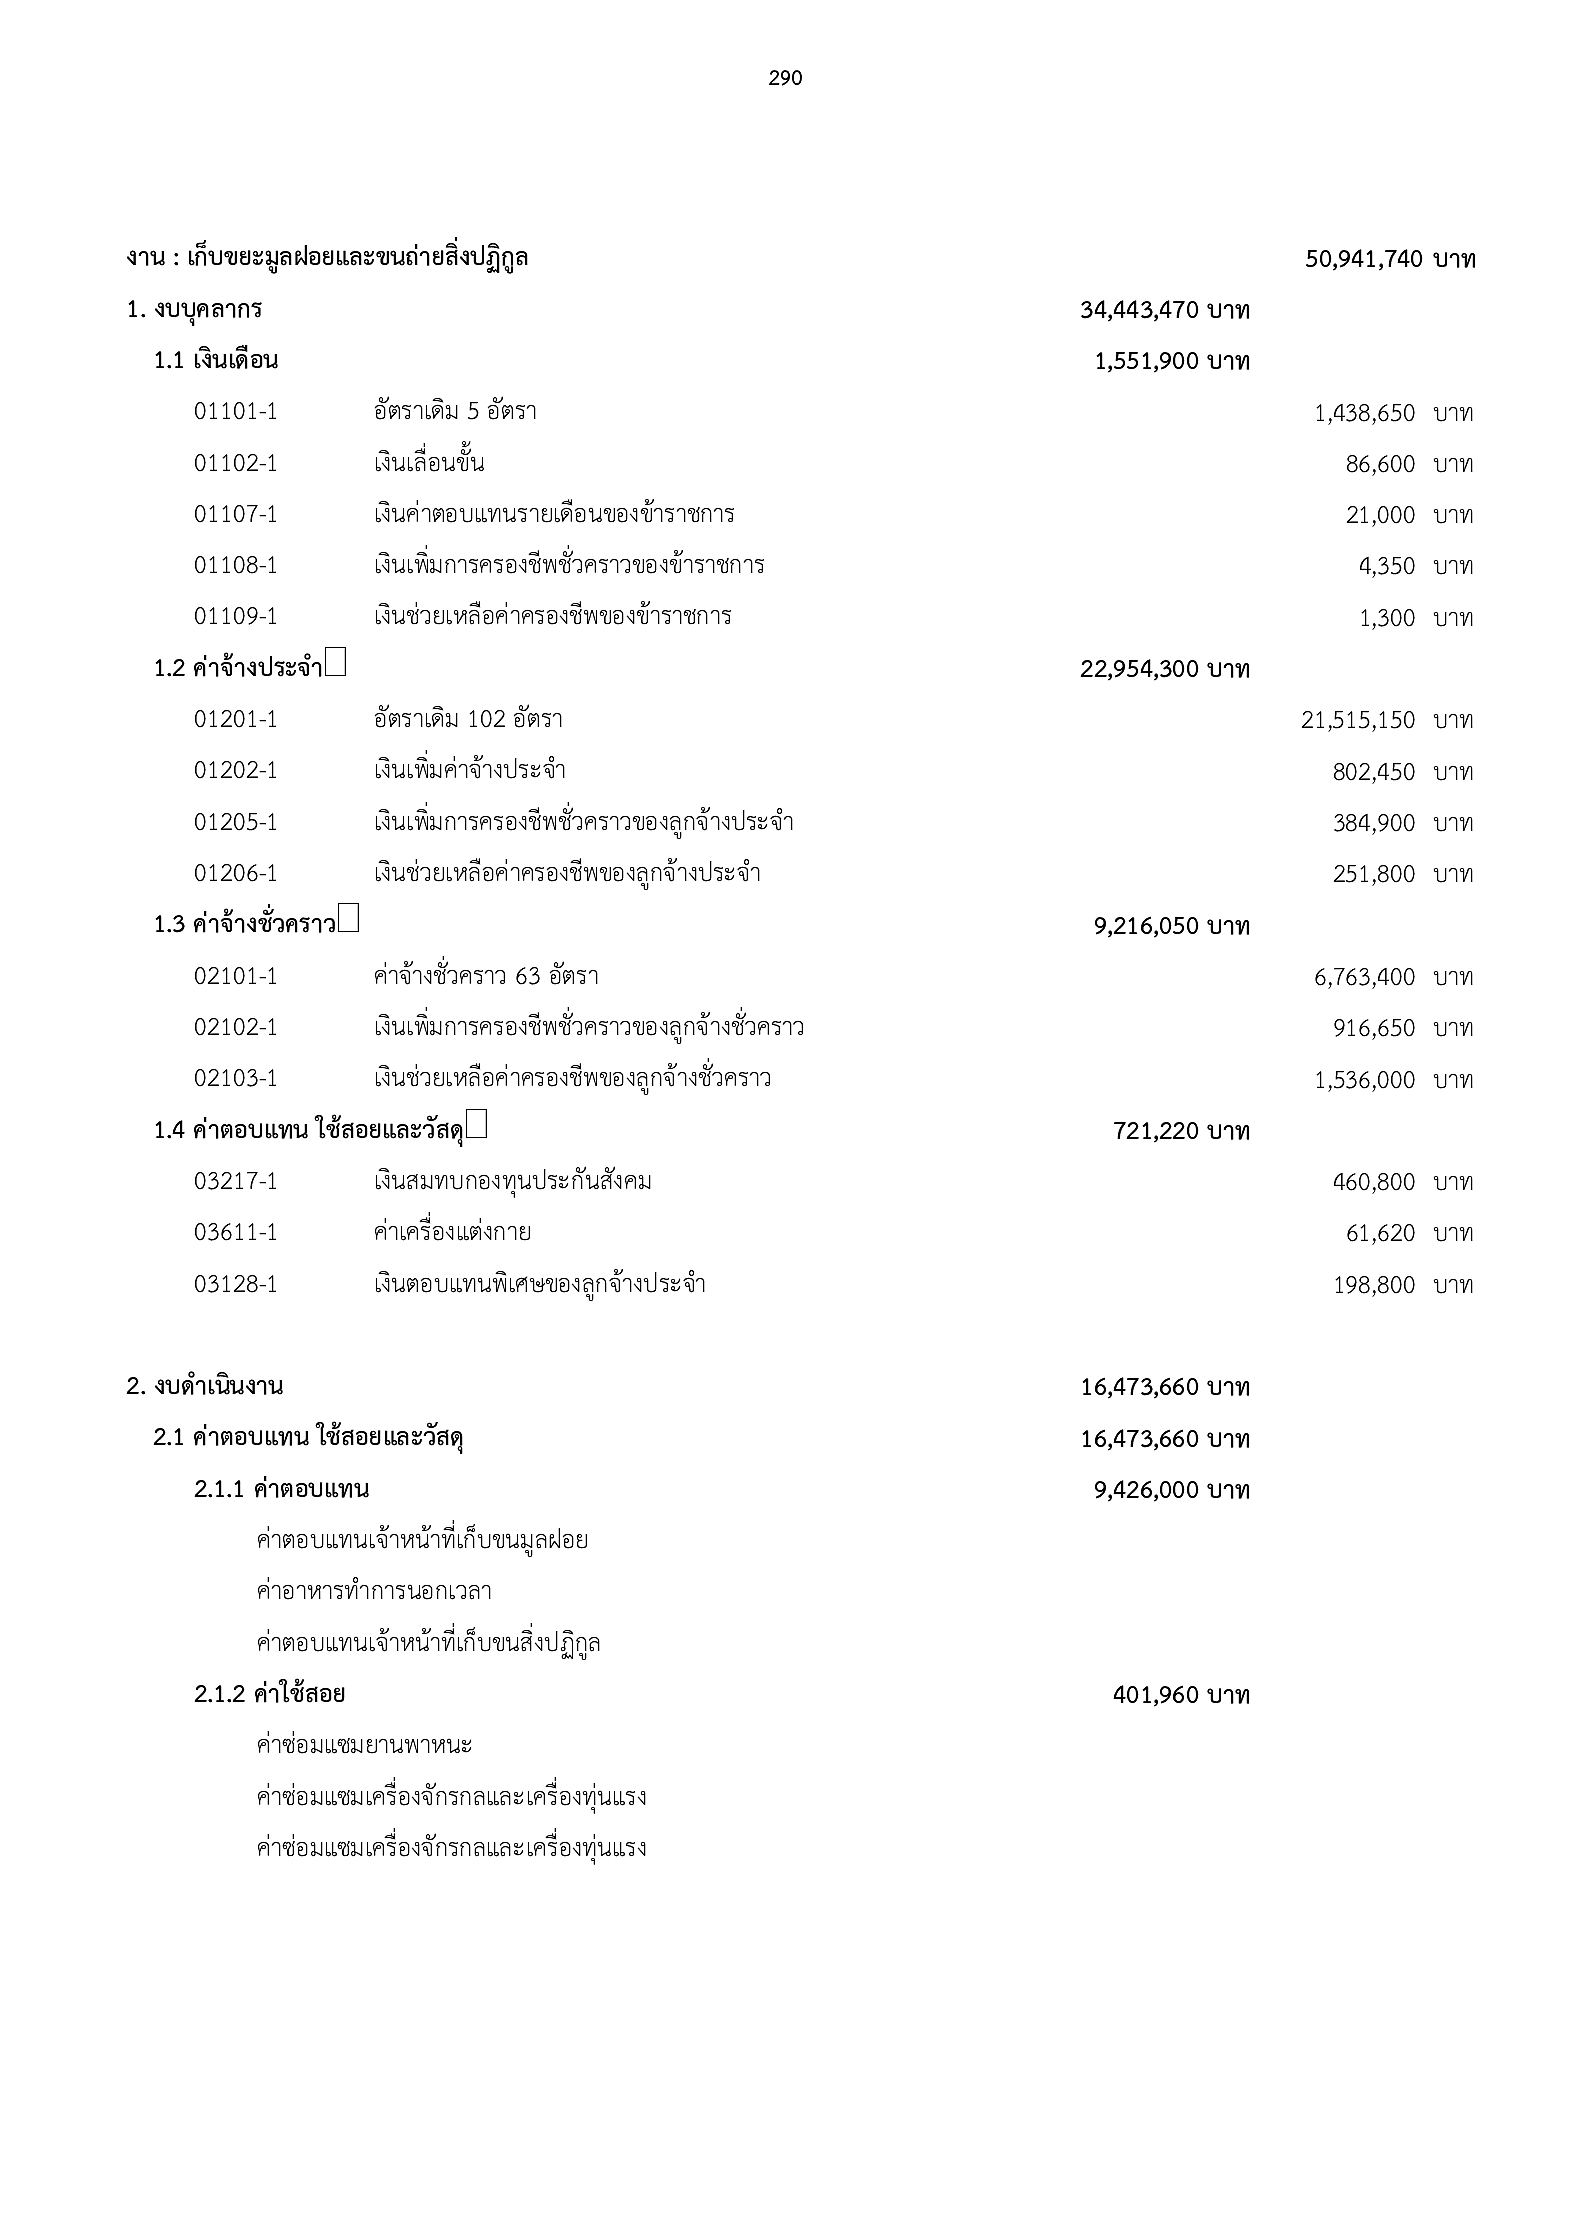 290
งาน : เก็บขยะมูลฝอยและขนถ่ายสิ่งปฏิกูล 50,941,740 บาท
1. งบบุคลากร 34,443,470 บาท
1.1 เงินเดือน 1,551,900 บาท
01101-1 อัตราเดิม 5 อัตรา 1,438,650 บาท
01102-1 เงินเลื่อนขั้น 86,600 บาท
01107-1 เงินค่าตอบแทนรายเดือนของข้าราชการ 21,000 บาท
01108-1 เงินเพิ่มการครองชีพชั่วคราวของข้าราชการ 4,350 บาท
01109-1 เงินช่วยเหลือค่าครองชีพของข้าราชการ 1,300 บาท
1.2 ค่าจ้างประจำ 22,954,300 บาท
01201-1 อัตราเดิม 102 อัตรา 21,515,150 บาท
01202-1 เงินเพิ่มค่าจ้างประจำ 802,450 บาท
01205-1 เงินเพิ่มการครองชีพชั่วคราวของลูกจ้างประจำ 384,900 บาท
01206-1 เงินช่วยเหลือค่าครองชีพของลูกจ้างประจำ 251,800 บาท
1.3 ค่าจ้างชั่วคราว 9,216,050 บาท
02101-1 ค่าจ้างชั่วคราว 63 อัตรา 6,763,400 บาท
02102-1 เงินเพิ่มการครองชีพชั่วคราวของลูกจ้างชั่วคราว 916,650 บาท
02103-1 เงินช่วยเหลือค่าครองชีพของลูกจ้างชั่วคราว 1,536,000 บาท
1.4 ค่าตอบแทน ใช้สอยและวัสดุ 721,220 บาท
03217-1 เงินสมทบกองทุนประกันสังคม 460,800 บาท
03611-1 ค่าเครื่องแต่งกาย 61,620 บาท
03128-1 เงินตอบแทนพิเศษของลูกจ้างประจำ 198,800 บาท
2. งบดำเนินงาน 16,473,660 บาท
2.1 ค่าตอบแทน ใช้สอยและวัสดุ 16,473,660 บาท
2.1.1 ค่าตอบแทน 9,426,000 บาท
ค่าตอบแทนเจ้าหน้าที่เก็บขนมูลฝอย
ค่าอาหารทำการนอกเวลา
ค่าตอบแทนเจ้าหน้าที่เก็บขนสิ่งปฏิกูล
2.1.2 ค่าใช้สอย 401,960 บาท
ค่าซ่อมแซมยานพาหนะ
ค่าซ่อมแซมเครื่องจักรกลและเครื่องทุ่นแรง
ค่าซ่อมแซมเครื่องจักรกลและเครื่องทุ่นแรง